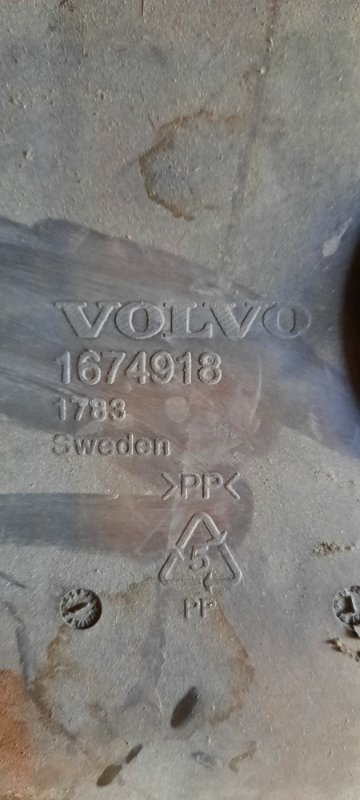 VOLVO
1674918
1783
Sweden
>PP<
5
PP